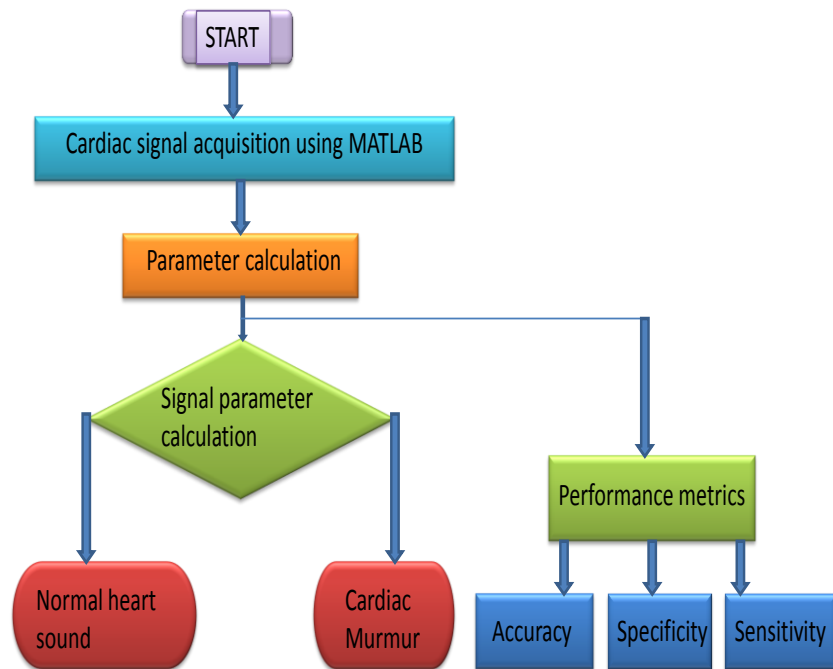 START
Cardiac signal acquisition using MATLAB
Parameter calculation
Signal parameter
calculation
Performance metrics
Normal heart
sound
Cardiac
Murmur
Accuracy
Specificity
Sensitivity